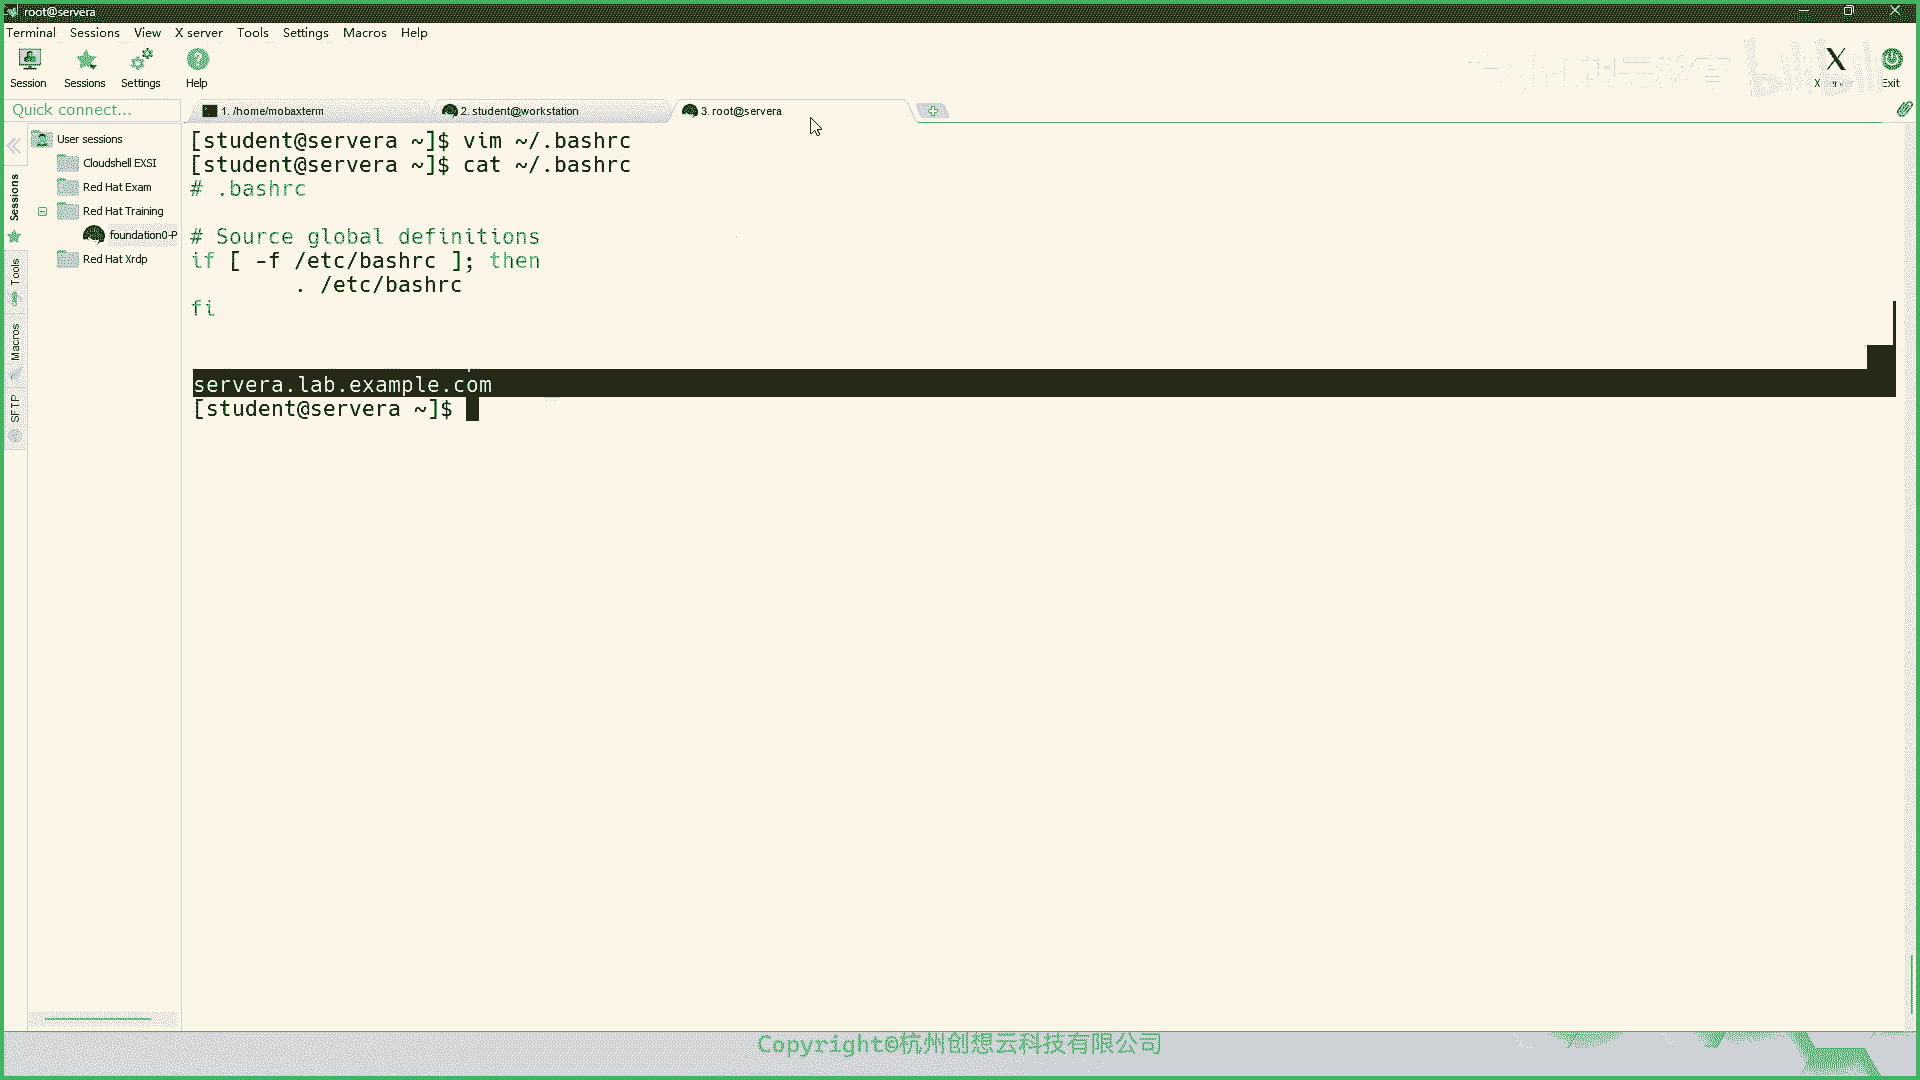 root@servera
Terminal Sessions View X server Tools Settings Macros Help
Session Sessions Settings Help X server Exit
Quick connect...
1. /home/mobaxterm
2. student@workstation
3. root@servera
User sessions
Cloudshell EXSI
Red Hat Exam
Red Hat Training
foundation0-P
Red Hat Xrdp
Sessions
Tools
Macros
SFTP
[student@servera ~]$ vim ~/.bashrc
[student@servera ~]$ cat ~/.bashrc
# .bashrc
# Source global definitions
if [ -f /etc/bashrc ]; then
. /etc/bashrc
fi
servera.lab.example.com
[student@servera ~]$
Copyright@杭州创想云科技有限公司